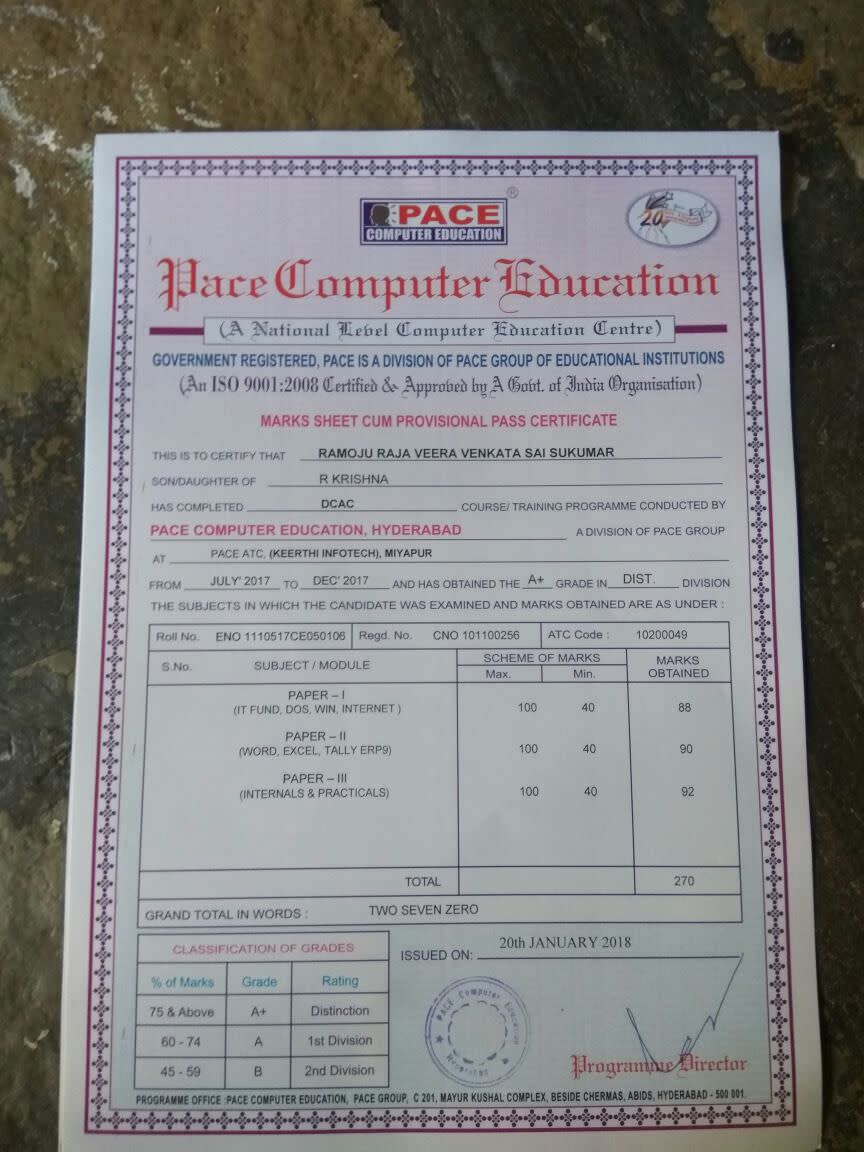 ®
PACE
COMPUTER EDUCATION
20
Pace Computer Education
(A National Level Computer Education Centre)
GOVERNMENT REGISTERED, PACE IS A DIVISION OF PACE GROUP OF EDUCATIONAL INSTITUTIONS
(An ISO 9001:2008 Certified & Approved by A Govt. of India Organisation)
MARKS SHEET CUM PROVISIONAL PASS CERTIFICATE
THIS IS TO CERTIFY THAT RAMOJU RAJA VEERA VENKATA SAI SUKUMAR
SON/DAUGHTER OF R KRISHNA
HAS COMPLETED DCAC COURSE/ TRAINING PROGRAMME CONDUCTED BY
PACE COMPUTER EDUCATION, HYDERABAD A DIVISION OF PACE GROUP
AT PACE ATC, (KEERTHI INFOTECH), MIYAPUR
FROM JULY' 2017 TO DEC' 2017 AND HAS OBTAINED THE A+ GRADE IN DIST. DIVISION
THE SUBJECTS IN WHICH THE CANDIDATE WAS EXAMINED AND MARKS OBTAINED ARE AS UNDER :
Roll No. ENO 1110517CE050106 Regd. No. CNO 101100256 ATC Code : 10200049
S.No. SUBJECT / MODULE SCHEME OF MARKS MARKS OBTAINED
Max. Min.
PAPER – I
(IT FUND, DOS, WIN, INTERNET ) 100 40 88
PAPER – II
(WORD, EXCEL, TALLY ERP9) 100 40 90
PAPER – III
(INTERNALS & PRACTICALS) 100 40 92
TOTAL 270
GRAND TOTAL IN WORDS : TWO SEVEN ZERO
CLASSIFICATION OF GRADES
% of Marks Grade Rating
75 & Above A+ Distinction
60 - 74 A 1st Division
45 - 59 B 2nd Division
ISSUED ON: 20th JANUARY 2018
PACE Computer Education
Programme Director
PROGRAMME OFFICE :PACE COMPUTER EDUCATION, PACE GROUP, C 201, MAYUR KUSHAL COMPLEX, BESIDE CHERMAS, ABIDS, HYDERABAD - 500 001.